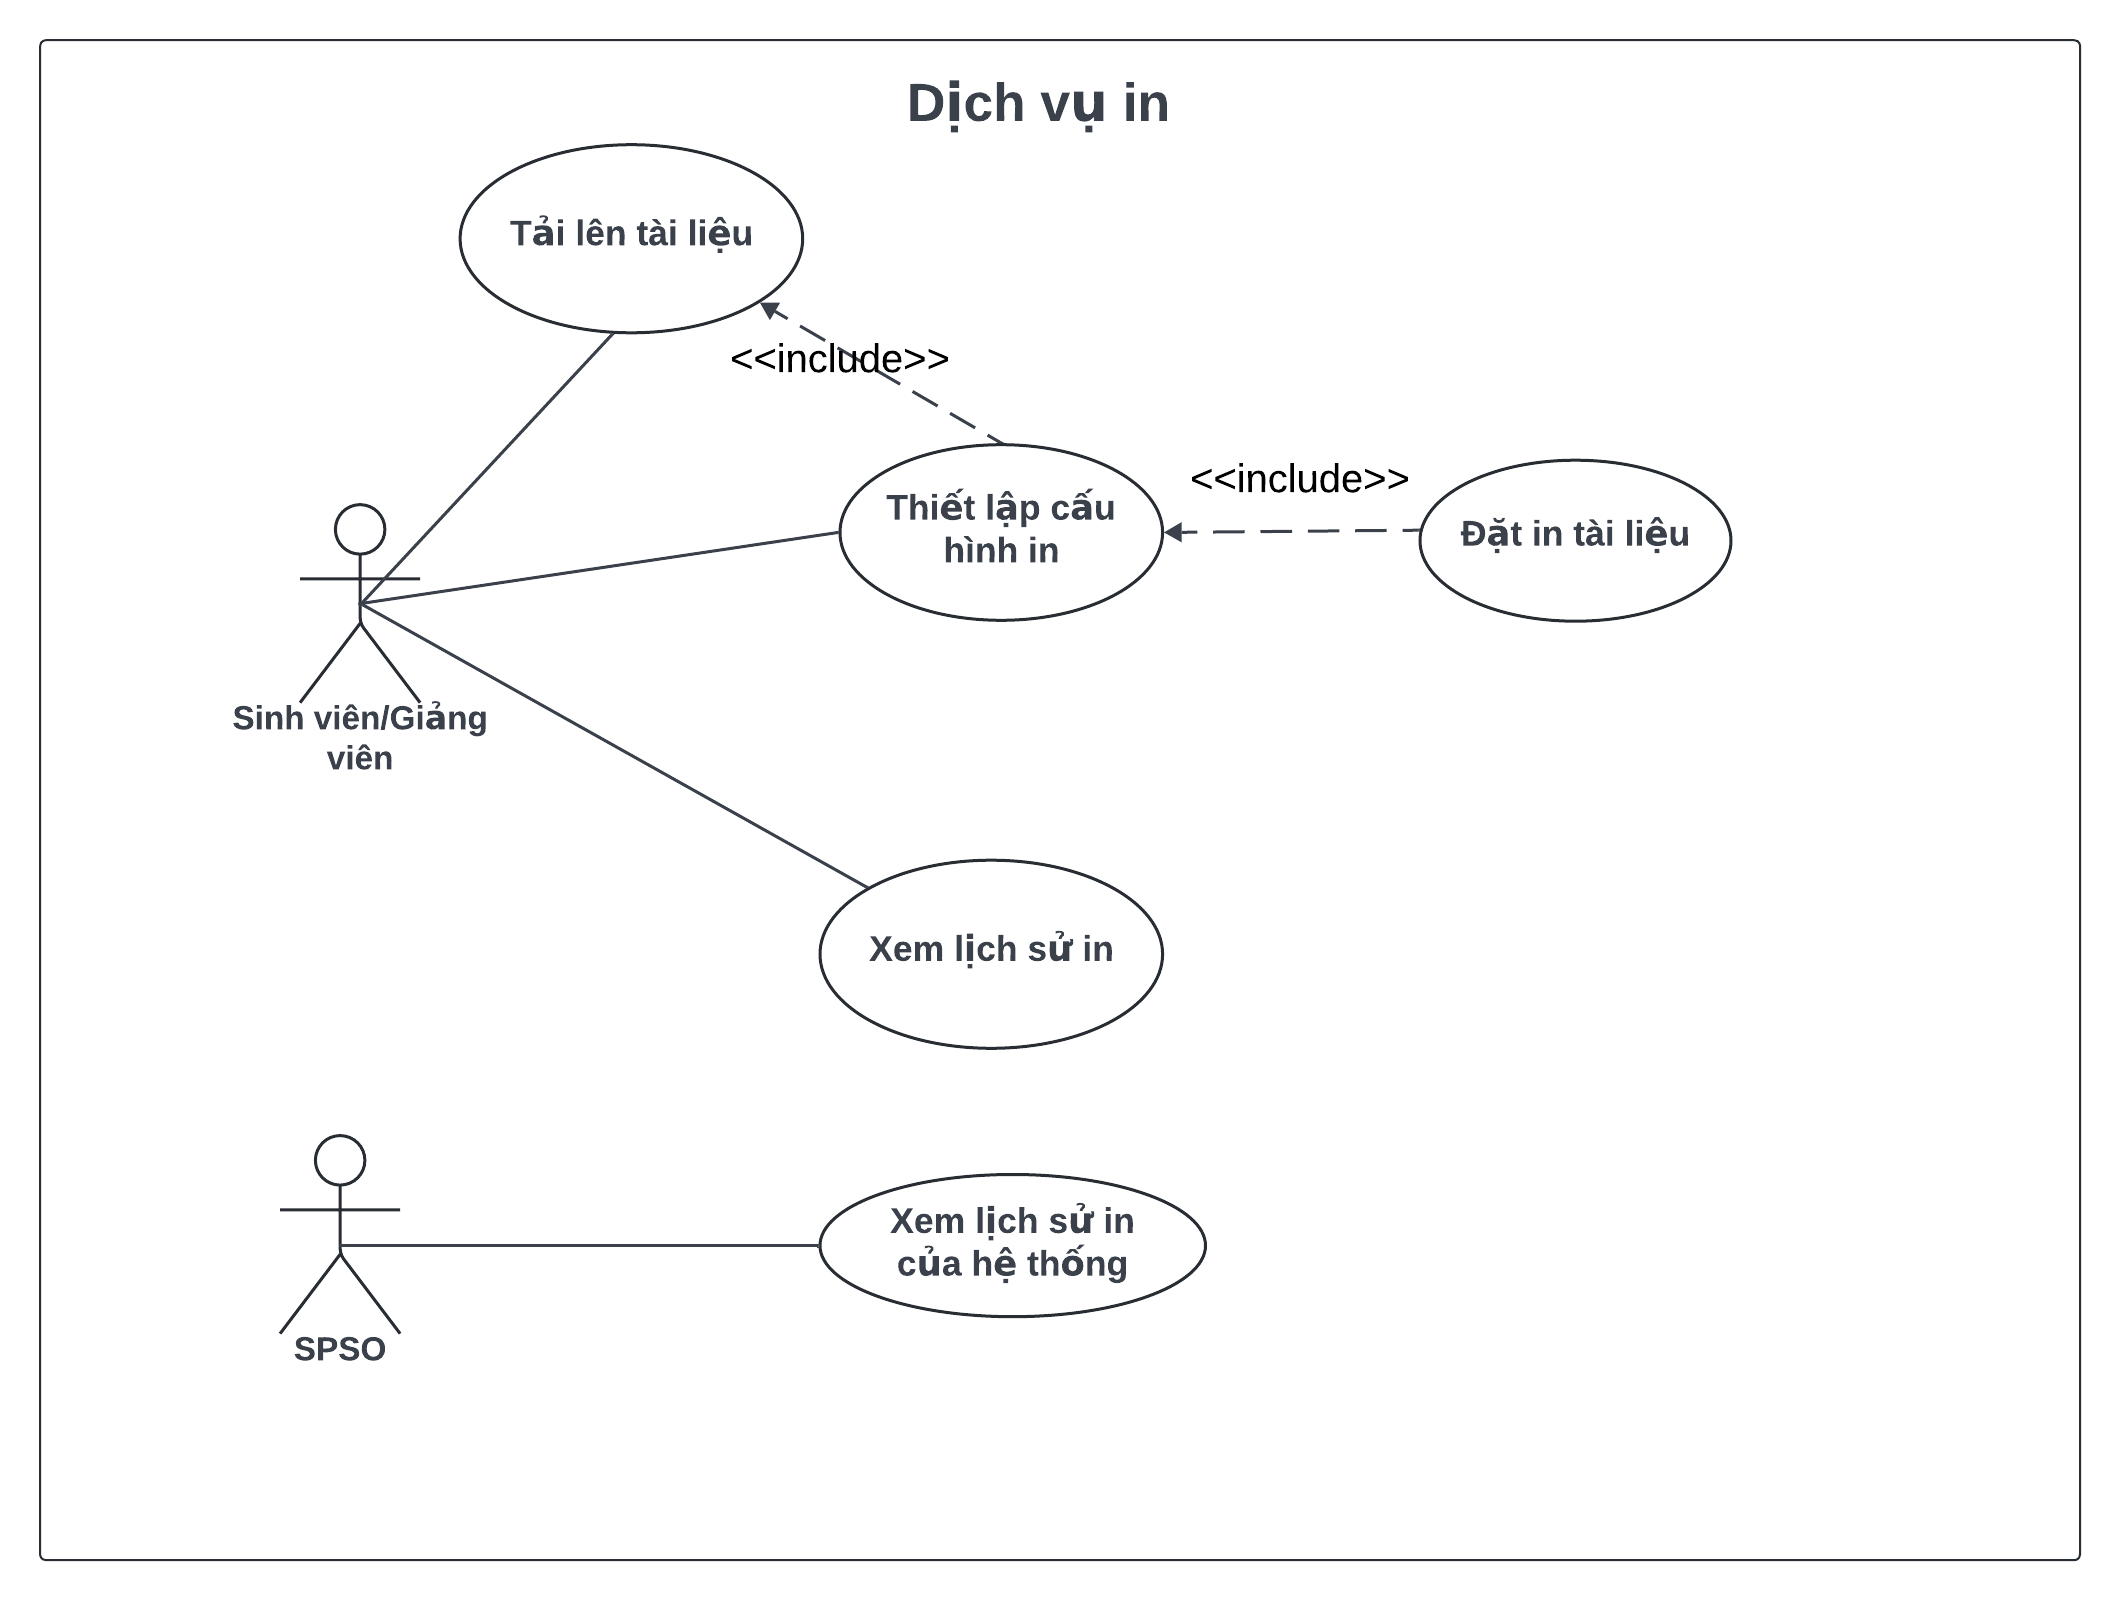 Dịch vụ in
Tải lên tài liệu
<<include>>
Thiết lập cấu
hình in
<<include>>
Đặt in tài liệu
Sinh viên/Giảng
viên
Xem lịch sử in
Xem lịch sử in
của hệ thống
SPSO